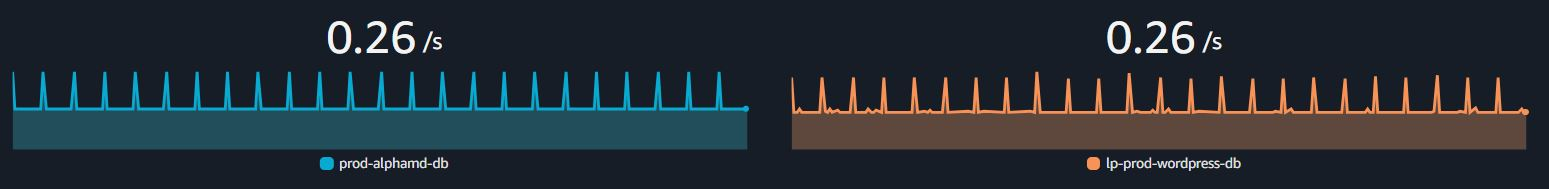 0.26 /s
0.26 /s
prod-alphamd-db
lp-prod-wordpress-db